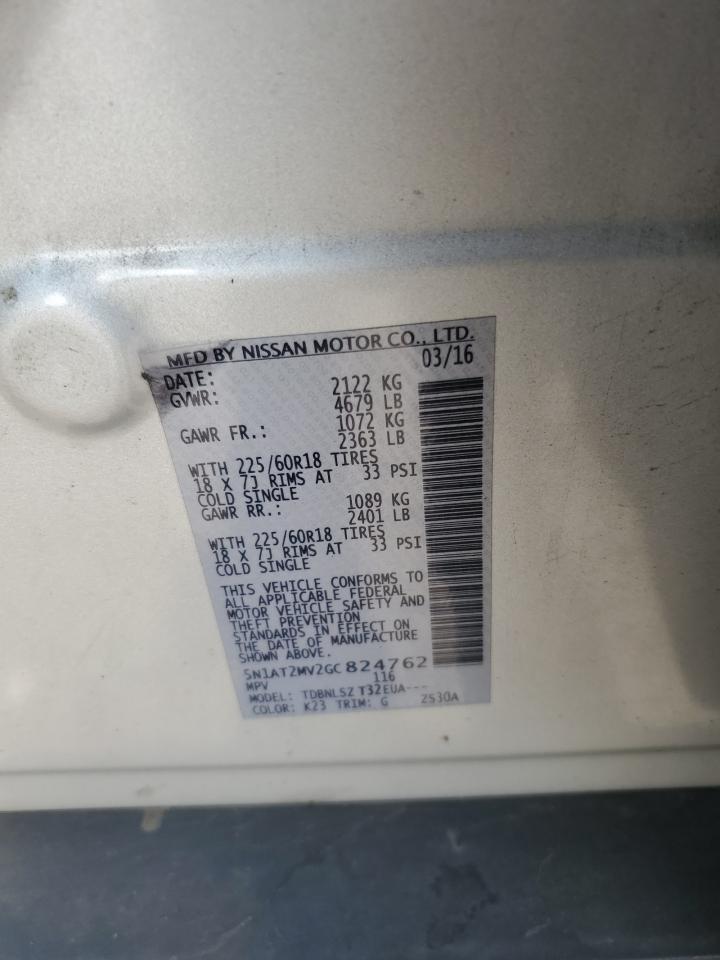 MFD BY NISSAN MOTOR CO., LTD.
DATE: 03/16
GVWR: 2122 KG
4679 LB
GAWR FR.: 1072 KG
2363 LB
WITH 225/60R18 TIRES
18 X 7J RIMS AT 33 PSI
COLD SINGLE
GAWR RR.: 1089 KG
2401 LB
WITH 225/60R18 TIRES
18 X 7J RIMS AT 33 PSI
COLD SINGLE
THIS VEHICLE CONFORMS TO
ALL APPLICABLE FEDERAL
MOTOR VEHICLE SAFETY AND
THEFT PREVENTION
STANDARDS IN EFFECT ON
THE DATE OF MANUFACTURE
SHOWN ABOVE.
5N1AT2MV2GC824762
MPV 116
MODEL: TDBNLSZ T32EUA---
COLOR: K23 TRIM: G 2S30A